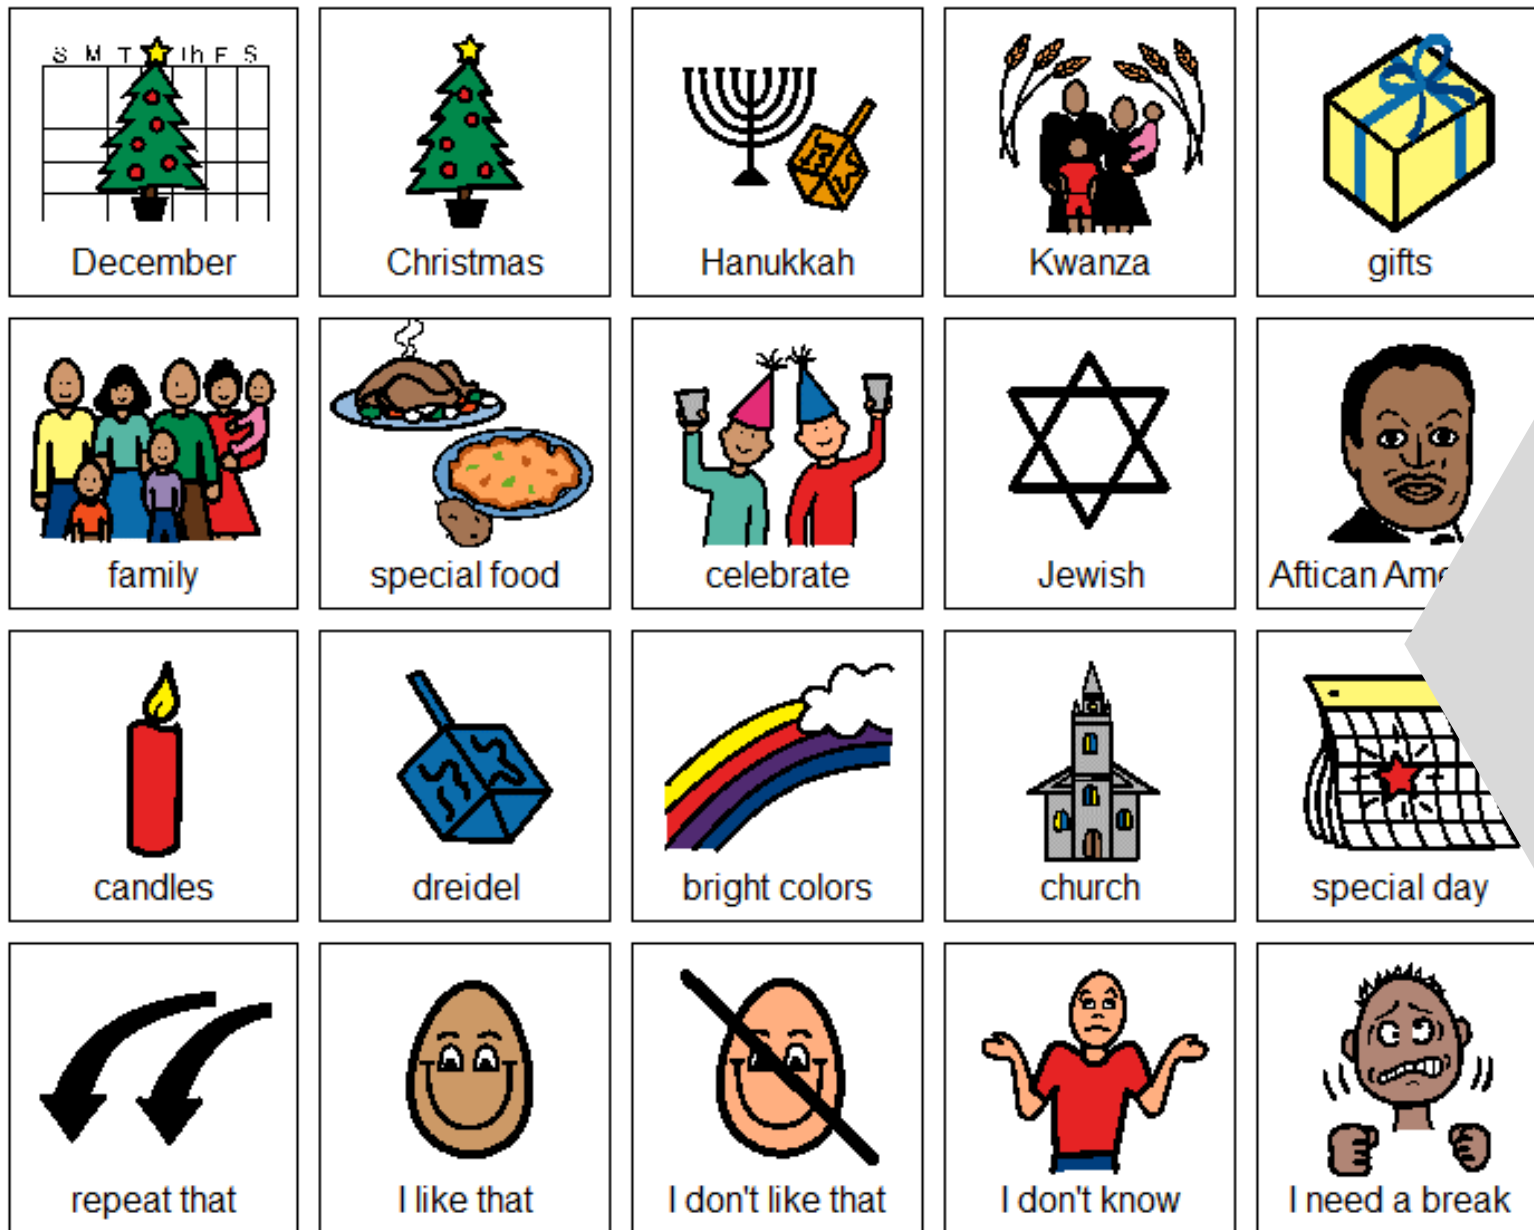 S M T Th F S
December
Christmas
Hanukkah
Kwanza
gifts
family
special food
celebrate
Jewish
Aftican Ame
candles
dreidel
bright colors
church
special day
repeat that
I like that
I don't like that
I don't know
I need a break